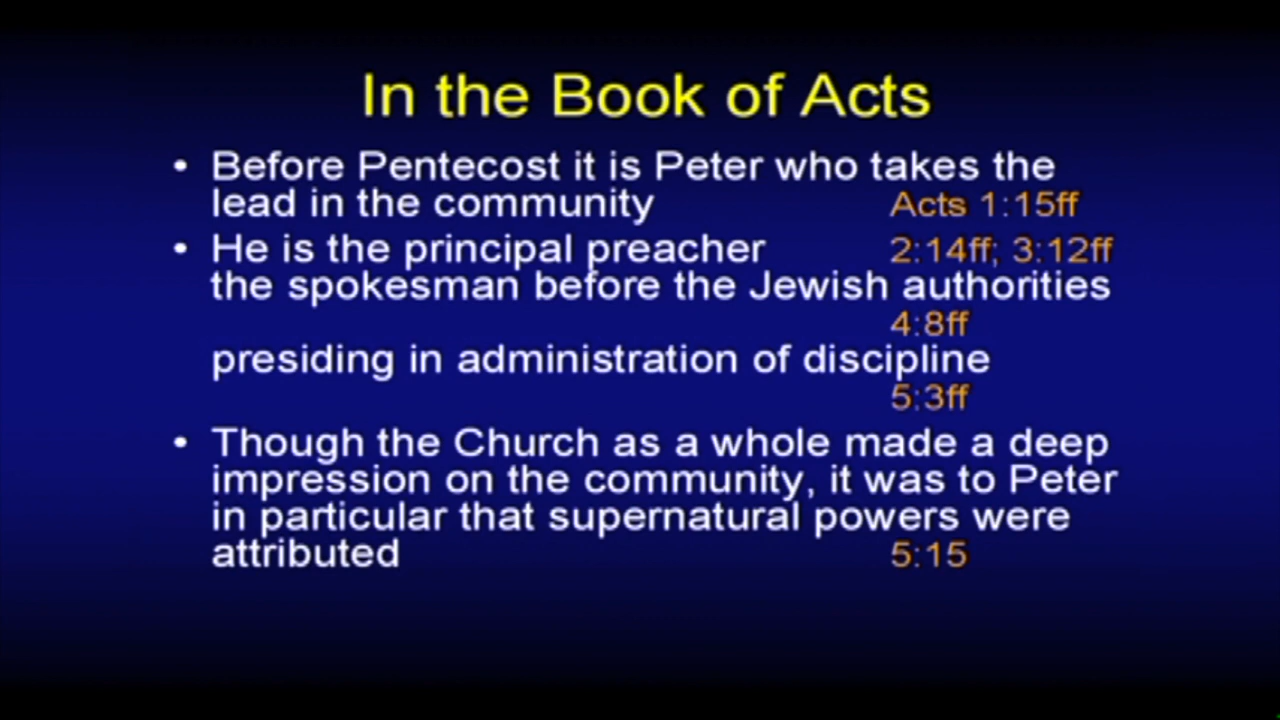 In the Book of Acts
• Before Pentecost it is Peter who takes the
lead in the community Acts 1:15ff
• He is the principal preacher 2:14ff; 3:12ff
the spokesman before the Jewish authorities
4:8ff
presiding in administration of discipline
5:3ff
• Though the Church as a whole made a deep
impression on the community, it was to Peter
in particular that supernatural powers were
attributed 5:15